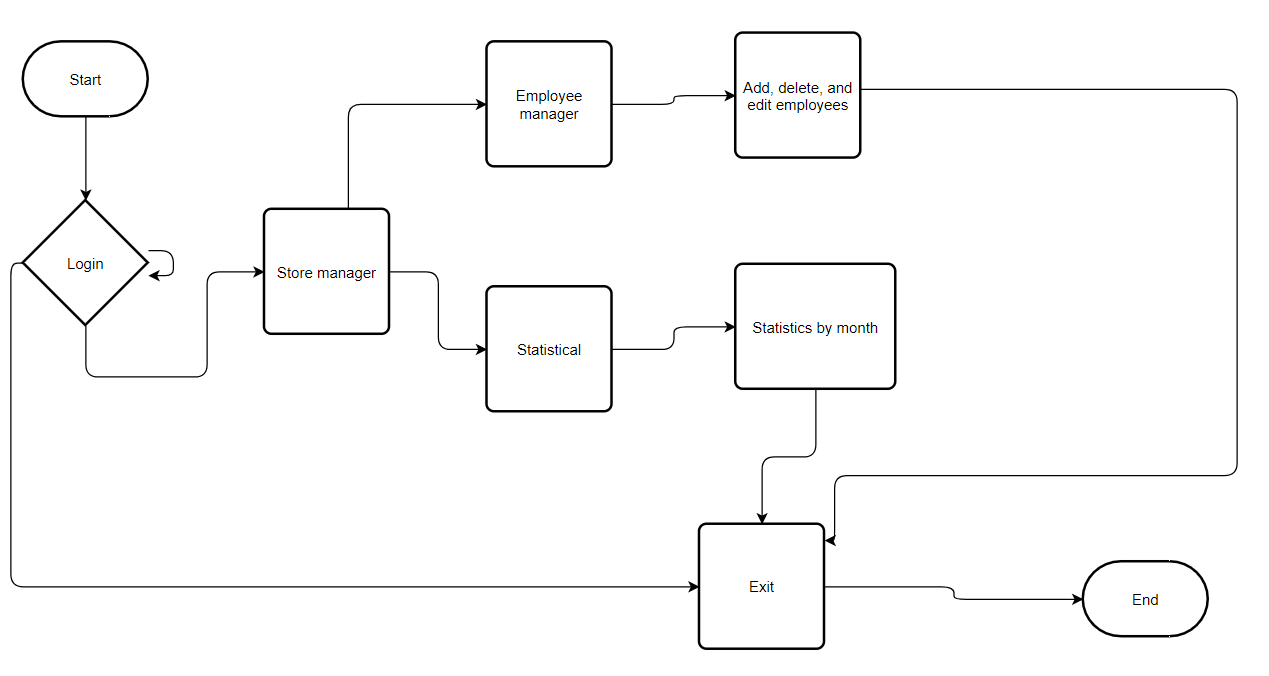 Start
Employee
manager
Add, delete, and
edit employees
Login
Store manager
Statistical
Statistics by month
Exit
End